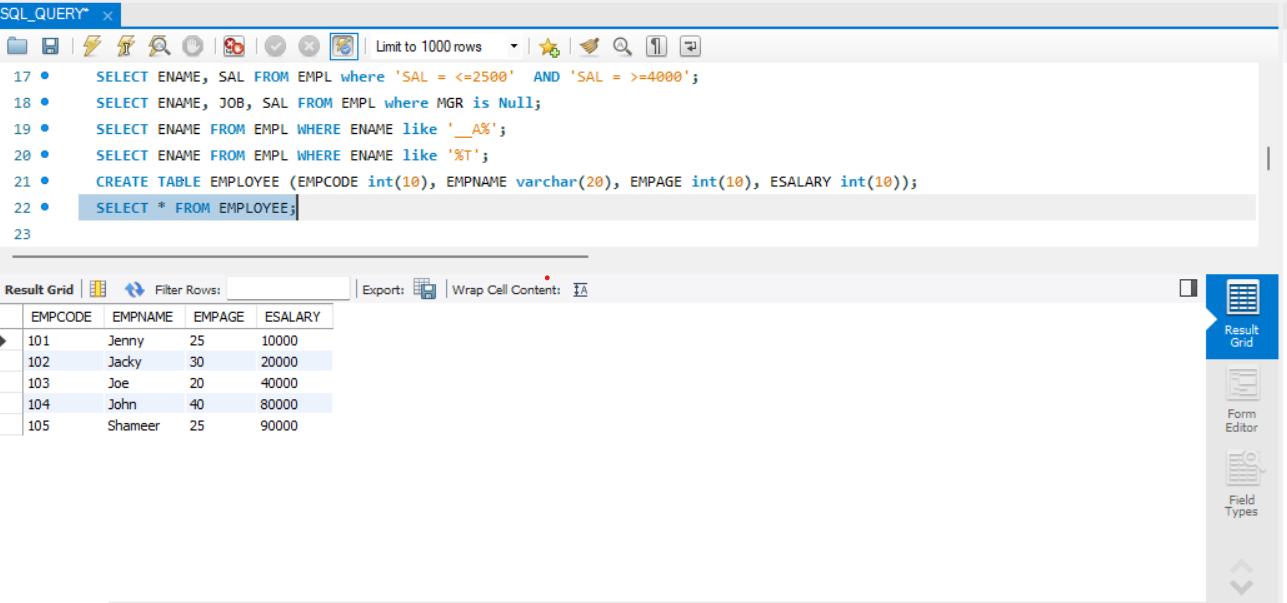 SQL_QUERY* ×
Limit to 1000 rows
17 SELECT ENAME, SAL FROM EMPL where 'SAL = <=2500'  AND 'SAL = >=4000';
18 SELECT ENAME, JOB, SAL FROM EMPL where MGR is Null;
19 SELECT ENAME FROM EMPL WHERE ENAME like '__A%';
20 SELECT ENAME FROM EMPL WHERE ENAME like '%T';
21 CREATE TABLE EMPLOYEE (EMPCODE int(10), EMPNAME varchar(20), EMPAGE int(10), ESALARY int(10));
22 SELECT * FROM EMPLOYEE;
23
Result Grid Filter Rows: Export: Wrap Cell Content:
EMPCODE EMPNAME EMPAGE ESALARY
101 Jenny 25 10000
102 Jacky 30 20000
103 Joe 20 40000
104 John 40 80000
105 Shameer 25 90000
Result
Grid
Form
Editor
Field
Types